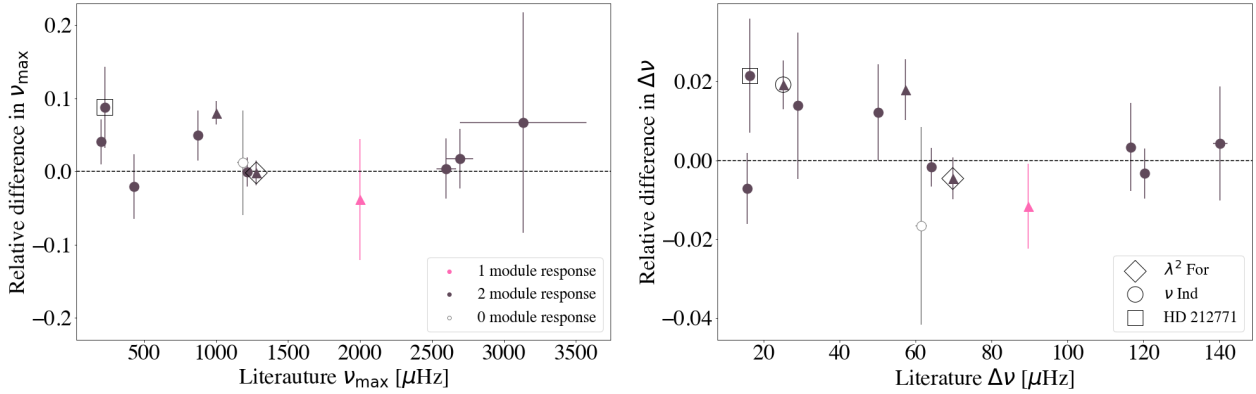 0.2
0.1
0.0
−0.1
−0.2
Relative difference in ν_max
500 1000 1500 2000 2500 3000 3500
Literauture ν_max [μHz]
1 module response
2 module response
0 module response
0.02
0.00
−0.02
−0.04
Relative difference in Δν
20 40 60 80 100 120 140
Literature Δν [μHz]
λ² For
ν Ind
HD 212771